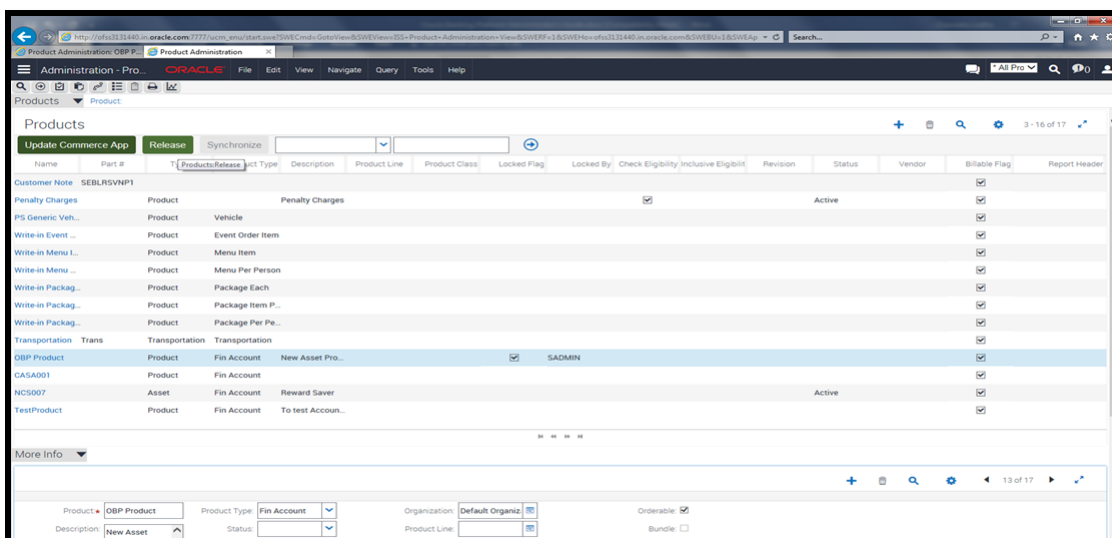 http://ofss3131440.in.oracle.com:7777/ucm_enu/start.swe?SWECmd=GotoView&SWEView=ISS+Product+Administration+View&SWERF=1&SWEHo=ofss3131440.in.oracle.com&SWEBU=1&SWEAp Search...
Product Administration: OBP P... Product Administration ×
Administration - Pro... ORACLE File Edit View Navigate Query Tools Help * All Pro 0
Products Product:
Products 3 - 16 of 17
Update Commerce App Release Synchronize
Name Part # Ty Products:Release uct Type Description Product Line Product Class Locked Flag Locked By Check Eligibility Inclusive Eligibilit Revision Status Vendor Billable Flag Report Header
Customer Note SEBLRSVNP1
Penalty Charges Product Penalty Charges Active
PS Generic Veh... Product Vehicle
Write-in Event ... Product Event Order Item
Write-in Menu I... Product Menu Item
Write-in Menu ... Product Menu Per Person
Write-in Packag... Product Package Each
Write-in Packag... Product Package Item P...
Write-in Packag... Product Package Per Pe...
Transportation Trans Transportation Transportation
OBP Product Product Fin Account New Asset Pro... SADMIN
CASA001 Product Fin Account
NCS007 Asset Fin Account Reward Saver Active
TestProduct Product Fin Account To test Accoun...
More Info
13 of 17
Product:* OBP Product Product Type: Fin Account Organization: Default Organiz Orderable:
Description: New Asset Status: Product Line: Bundle: